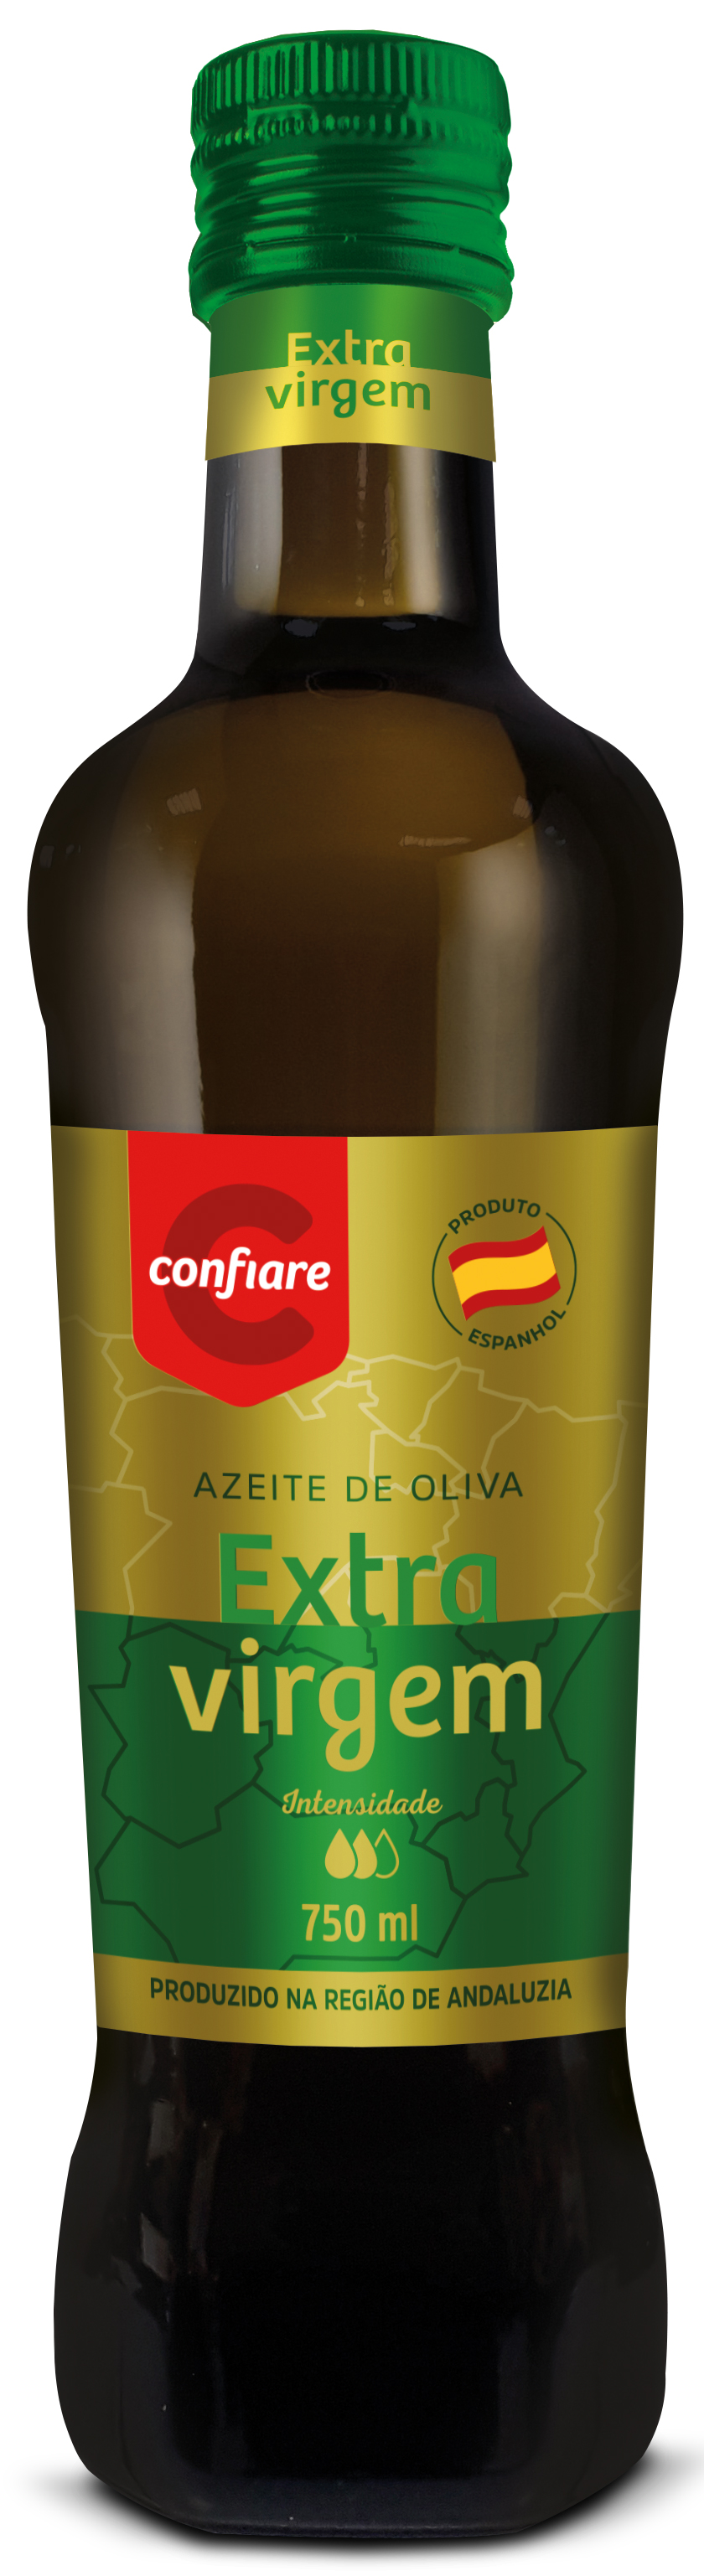 Extra
virgem
confiare
PRODUTO
ESPANHOL
AZEITE DE OLIVA
Extra
virgem
Intensidade
750 ml
PRODUZIDO NA REGIÃO DE ANDALUZIA